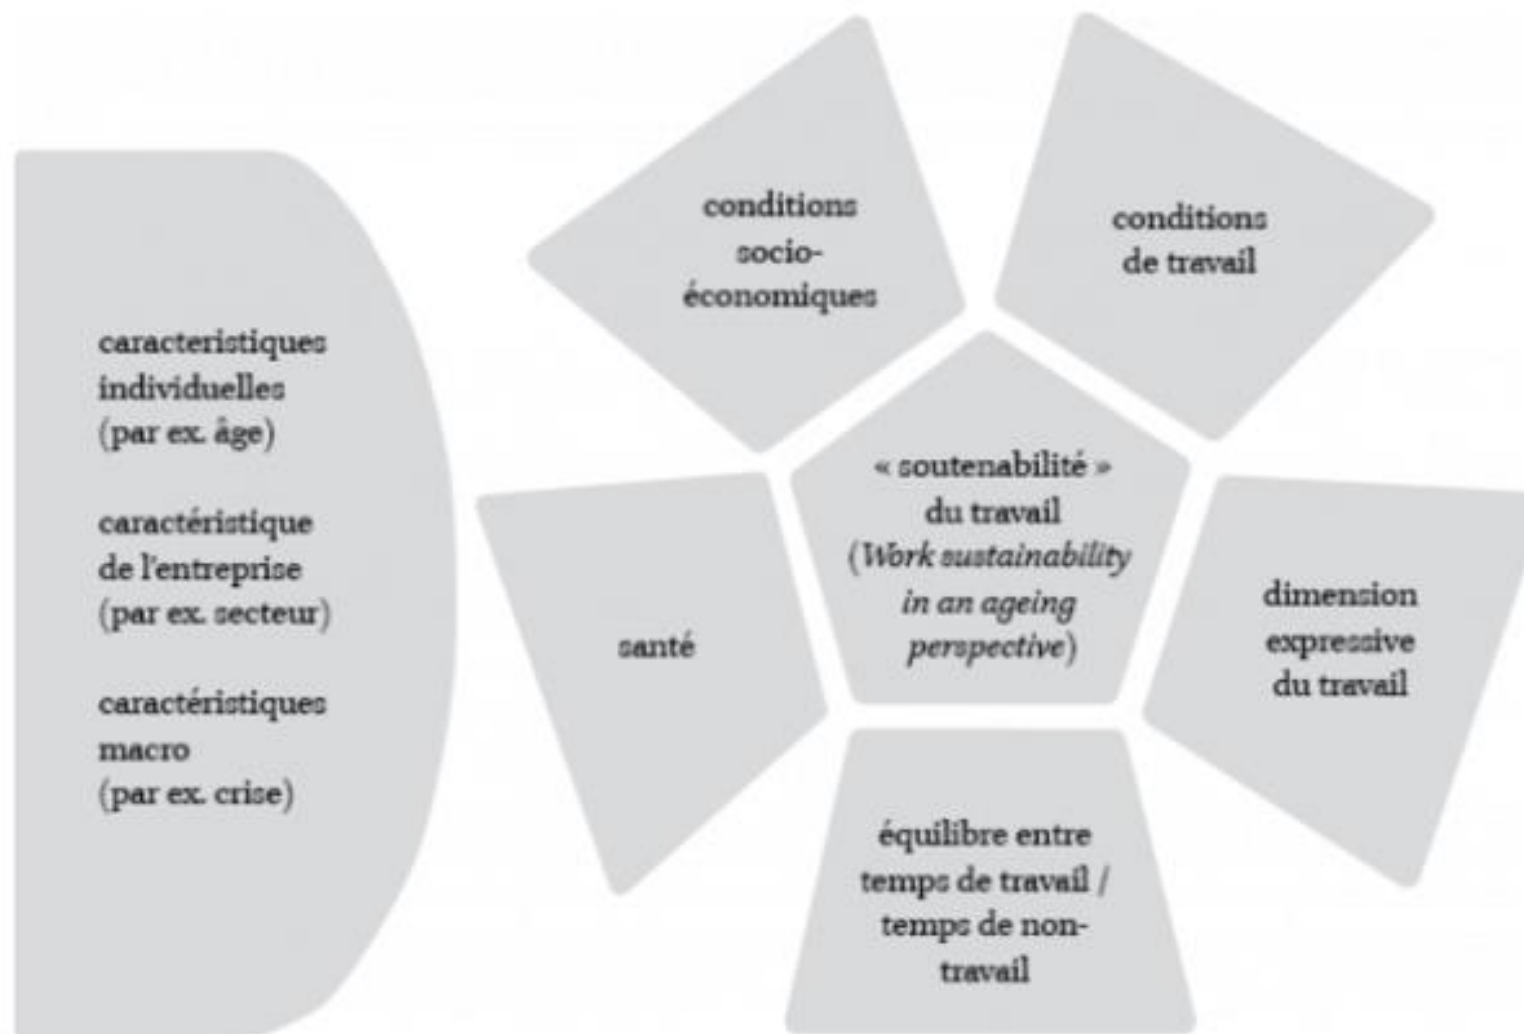 caracteristiques
individuelles
(par ex. âge)
caractéristique
de l'entreprise
(par ex. secteur)
caractéristiques
macro
(par ex. crise)
conditions
socio-
économiques
conditions
de travail
« soutenabilité »
du travail
(Work sustainability
in an ageing
perspective)
santé
dimension
expressive
du travail
équilibre entre
temps de travail /
temps de non-
travail